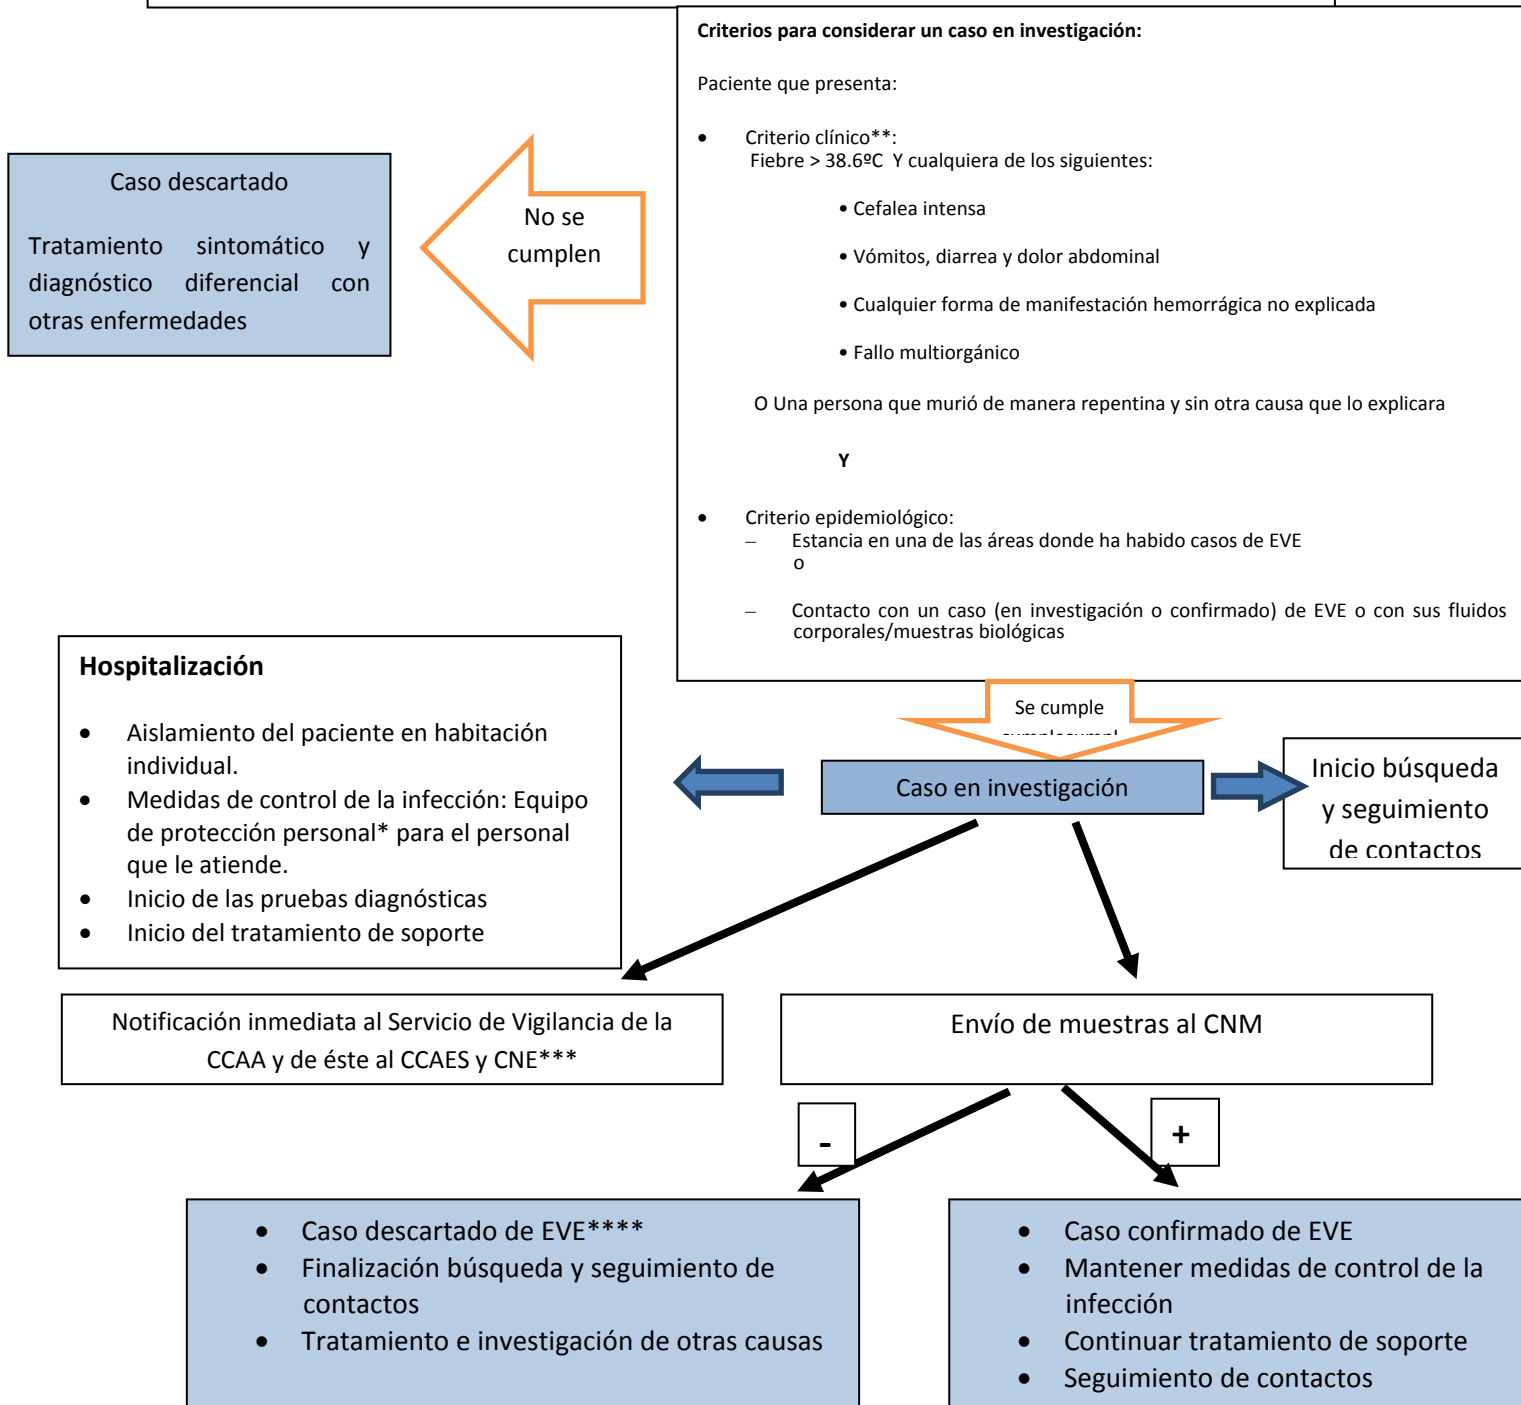 Criterios para considerar un caso en investigación:
Paciente que presenta:
• Criterio clínico**:
Fiebre > 38.6ºC Y cualquiera de los siguientes:
• Cefalea intensa
• Vómitos, diarrea y dolor abdominal
• Cualquier forma de manifestación hemorrágica no explicada
• Fallo multiorgánico
O Una persona que murió de manera repentina y sin otra causa que lo explicara
Y
• Criterio epidemiológico:
– Estancia en una de las áreas donde ha habido casos de EVE
o
– Contacto con un caso (en investigación o confirmado) de EVE o con sus fluidos
corporales/muestras biológicas
No se
cumplen
Caso descartado
Tratamiento sintomático y
diagnóstico diferencial con
otras enfermedades
Se cumple
Caso en investigación
Hospitalización
• Aislamiento del paciente en habitación
individual.
• Medidas de control de la infección: Equipo
de protección personal* para el personal
que le atiende.
• Inicio de las pruebas diagnósticas
• Inicio del tratamiento de soporte
Inicio búsqueda
y seguimiento
de contactos
Notificación inmediata al Servicio de Vigilancia de la
CCAA y de éste al CCAES y CNE***
Envío de muestras al CNM
-
+
• Caso descartado de EVE****
• Finalización búsqueda y seguimiento de
contactos
• Tratamiento e investigación de otras causas
• Caso confirmado de EVE
• Mantener medidas de control de la
infección
• Continuar tratamiento de soporte
• Seguimiento de contactos